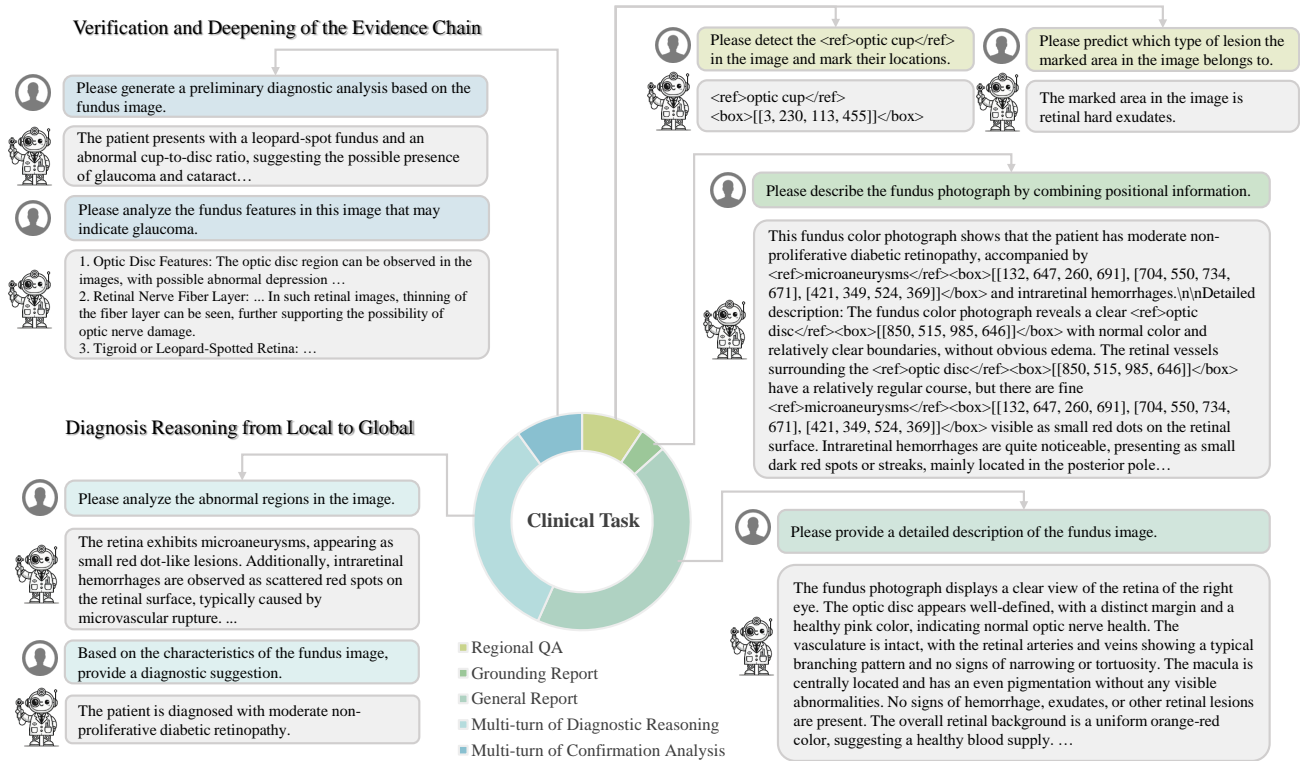 Verification and Deepening of the Evidence Chain
Please generate a preliminary diagnostic analysis based on the
fundus image.
The patient presents with a leopard-spot fundus and an
abnormal cup-to-disc ratio, suggesting the possible presence
of glaucoma and cataract…
Please analyze the fundus features in this image that may
indicate glaucoma.
1. Optic Disc Features: The optic disc region can be observed in the
images, with possible abnormal depression …
2. Retinal Nerve Fiber Layer: ... In such retinal images, thinning of
the fiber layer can be seen, further supporting the possibility of
optic nerve damage.
3. Tigroid or Leopard-Spotted Retina: …
Please detect the <ref>optic cup</ref>
in the image and mark their locations.
<ref>optic cup</ref>
<box>[[3, 230, 113, 455]]</box>
Please predict which type of lesion the
marked area in the image belongs to.
The marked area in the image is
retinal hard exudates.
Please describe the fundus photograph by combining positional information.
This fundus color photograph shows that the patient has moderate non-
proliferative diabetic retinopathy, accompanied by
<ref>microaneurysms</ref><box>[[132, 647, 260, 691], [704, 550, 734,
671], [421, 349, 524, 369]]</box> and intraretinal hemorrhages.\n\nDetailed
description: The fundus color photograph reveals a clear <ref>optic
disc</ref><box>[[850, 515, 985, 646]]</box> with normal color and
relatively clear boundaries, without obvious edema. The retinal vessels
surrounding the <ref>optic disc</ref><box>[[850, 515, 985, 646]]</box>
have a relatively regular course, but there are fine
<ref>microaneurysms</ref><box>[[132, 647, 260, 691], [704, 550, 734,
671], [421, 349, 524, 369]]</box> visible as small red dots on the retinal
surface. Intraretinal hemorrhages are quite noticeable, presenting as small
dark red spots or streaks, mainly located in the posterior pole…
Diagnosis Reasoning from Local to Global
Please analyze the abnormal regions in the image.
The retina exhibits microaneurysms, appearing as
small red dot-like lesions. Additionally, intraretinal
hemorrhages are observed as scattered red spots on
the retinal surface, typically caused by
microvascular rupture. ...
Based on the characteristics of the fundus image,
provide a diagnostic suggestion.
The patient is diagnosed with moderate non-
proliferative diabetic retinopathy.
Clinical Task
Regional QA
Grounding Report
General Report
Multi-turn of Diagnostic Reasoning
Multi-turn of Confirmation Analysis
Please provide a detailed description of the fundus image.
The fundus photograph displays a clear view of the retina of the right
eye. The optic disc appears well-defined, with a distinct margin and a
healthy pink color, indicating normal optic nerve health. The
vasculature is intact, with the retinal arteries and veins showing a typical
branching pattern and no signs of narrowing or tortuosity. The macula is
centrally located and has an even pigmentation without any visible
abnormalities. No signs of hemorrhage, exudates, or other retinal lesions
are present. The overall retinal background is a uniform orange-red
color, suggesting a healthy blood supply. …